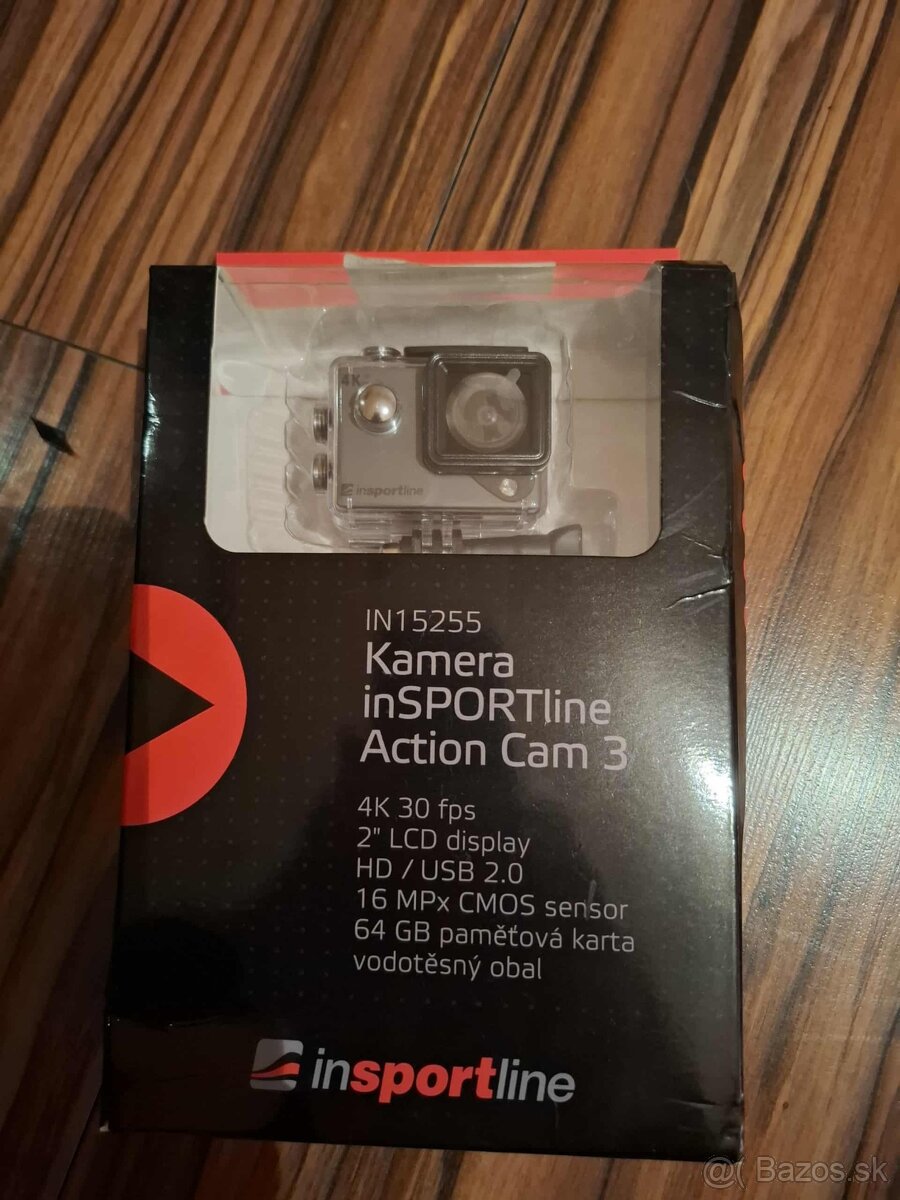 4K
insportline
IN15255
Kamera
inSPORTline
Action Cam 3
4K 30 fps
2" LCD display
HD / USB 2.0
16 MPx CMOS sensor
64 GB paměťová karta
vodotěsný obal
insportline
@( Bazos.sk